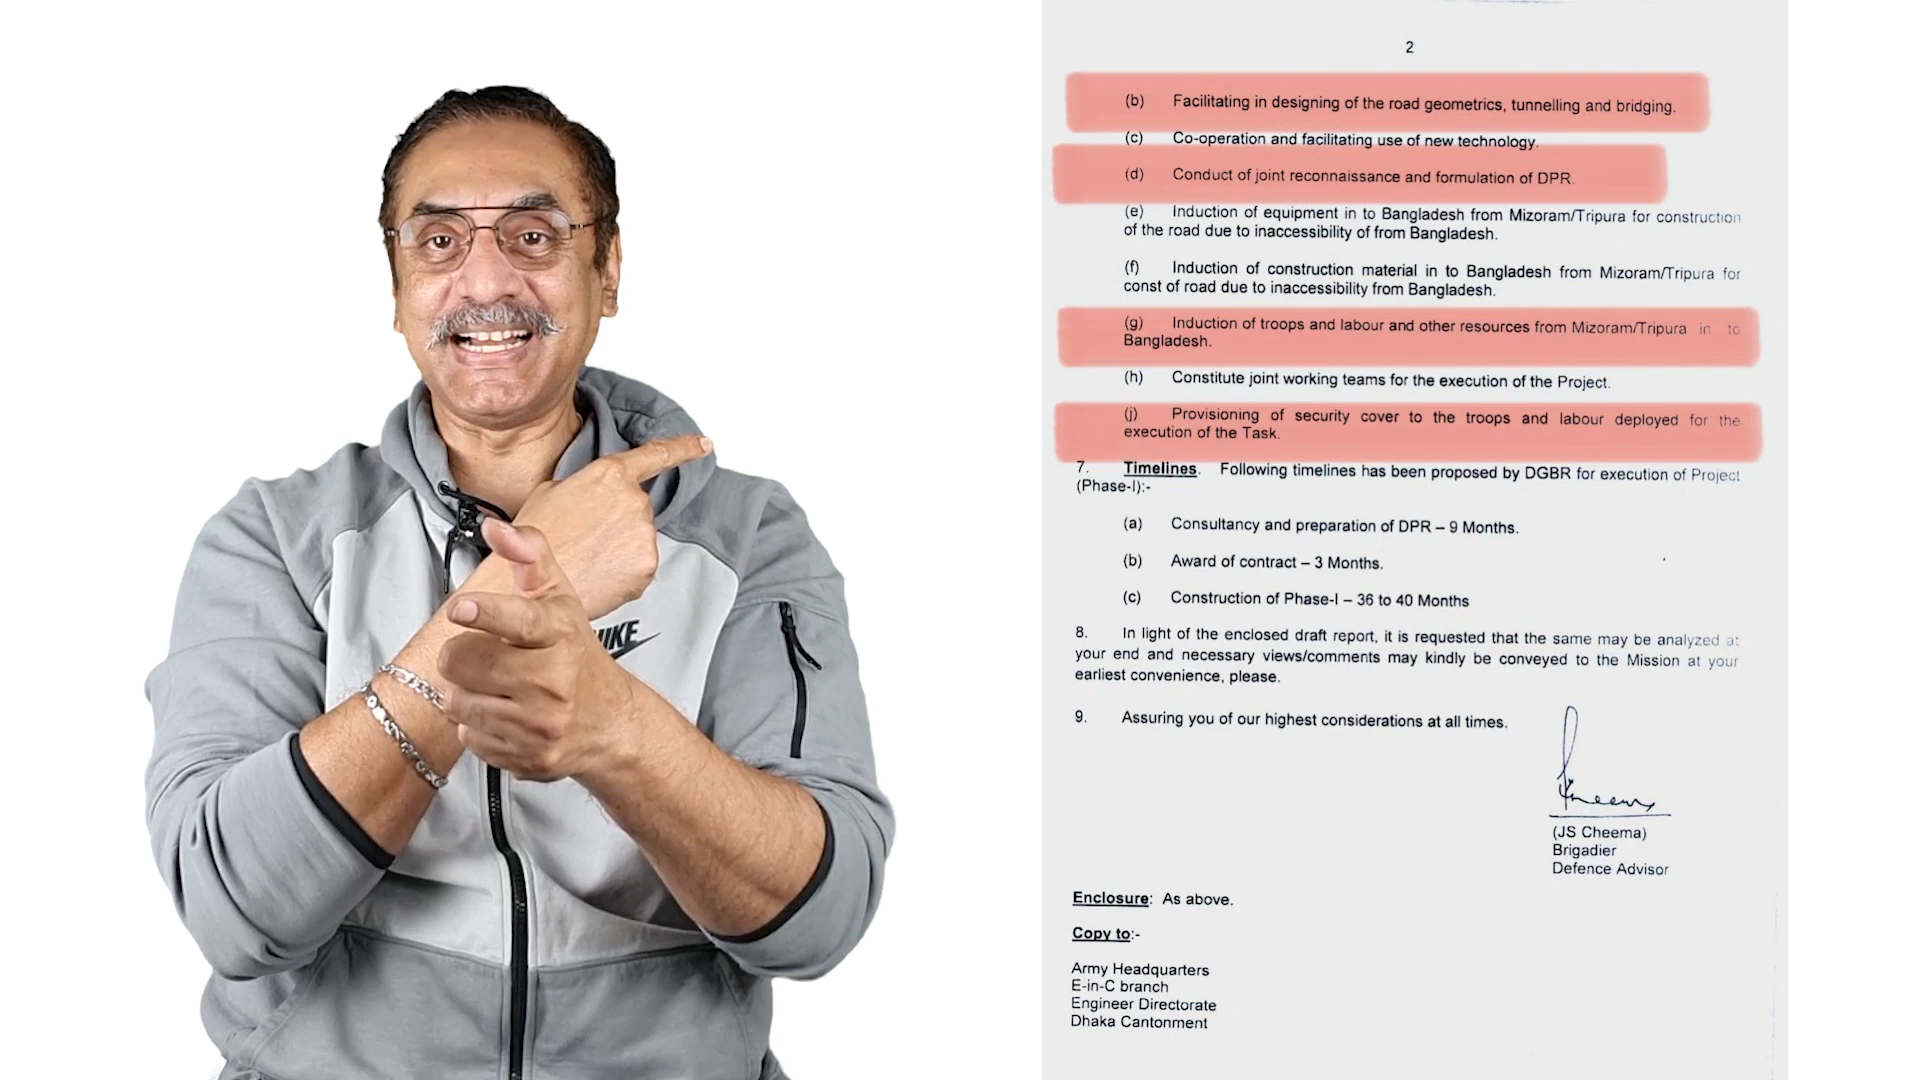 2
(b) Facilitating in designing of the road geometrics, tunnelling and bridging.
(c) Co-operation and facilitating use of new technology.
(d) Conduct of joint reconnaissance and formulation of DPR.
(e) Induction of equipment in to Bangladesh from Mizoram/Tripura for construction
of the road due to inaccessibility of from Bangladesh.
(f) Induction of construction material in to Bangladesh from Mizoram/Tripura for
const of road due to inaccessibility from Bangladesh.
(g) Induction of troops and labour and other resources from Mizoram/Tripura in to
Bangladesh.
(h) Constitute joint working teams for the execution of the Project.
(j) Provisioning of security cover to the troops and labour deployed for the
execution of the Task.
7. Timelines. Following timelines has been proposed by DGBR for execution of Project
(Phase-I):-
(a) Consultancy and preparation of DPR – 9 Months.
(b) Award of contract – 3 Months.
(c) Construction of Phase-I – 36 to 40 Months
8. In light of the enclosed draft report, it is requested that the same may be analyzed at
your end and necessary views/comments may kindly be conveyed to the Mission at your
earliest convenience, please.
9. Assuring you of our highest considerations at all times.
(JS Cheema)
Brigadier
Defence Advisor
Enclosure: As above.
Copy to:-
Army Headquarters
E-in-C branch
Engineer Directorate
Dhaka Cantonment
NIKE